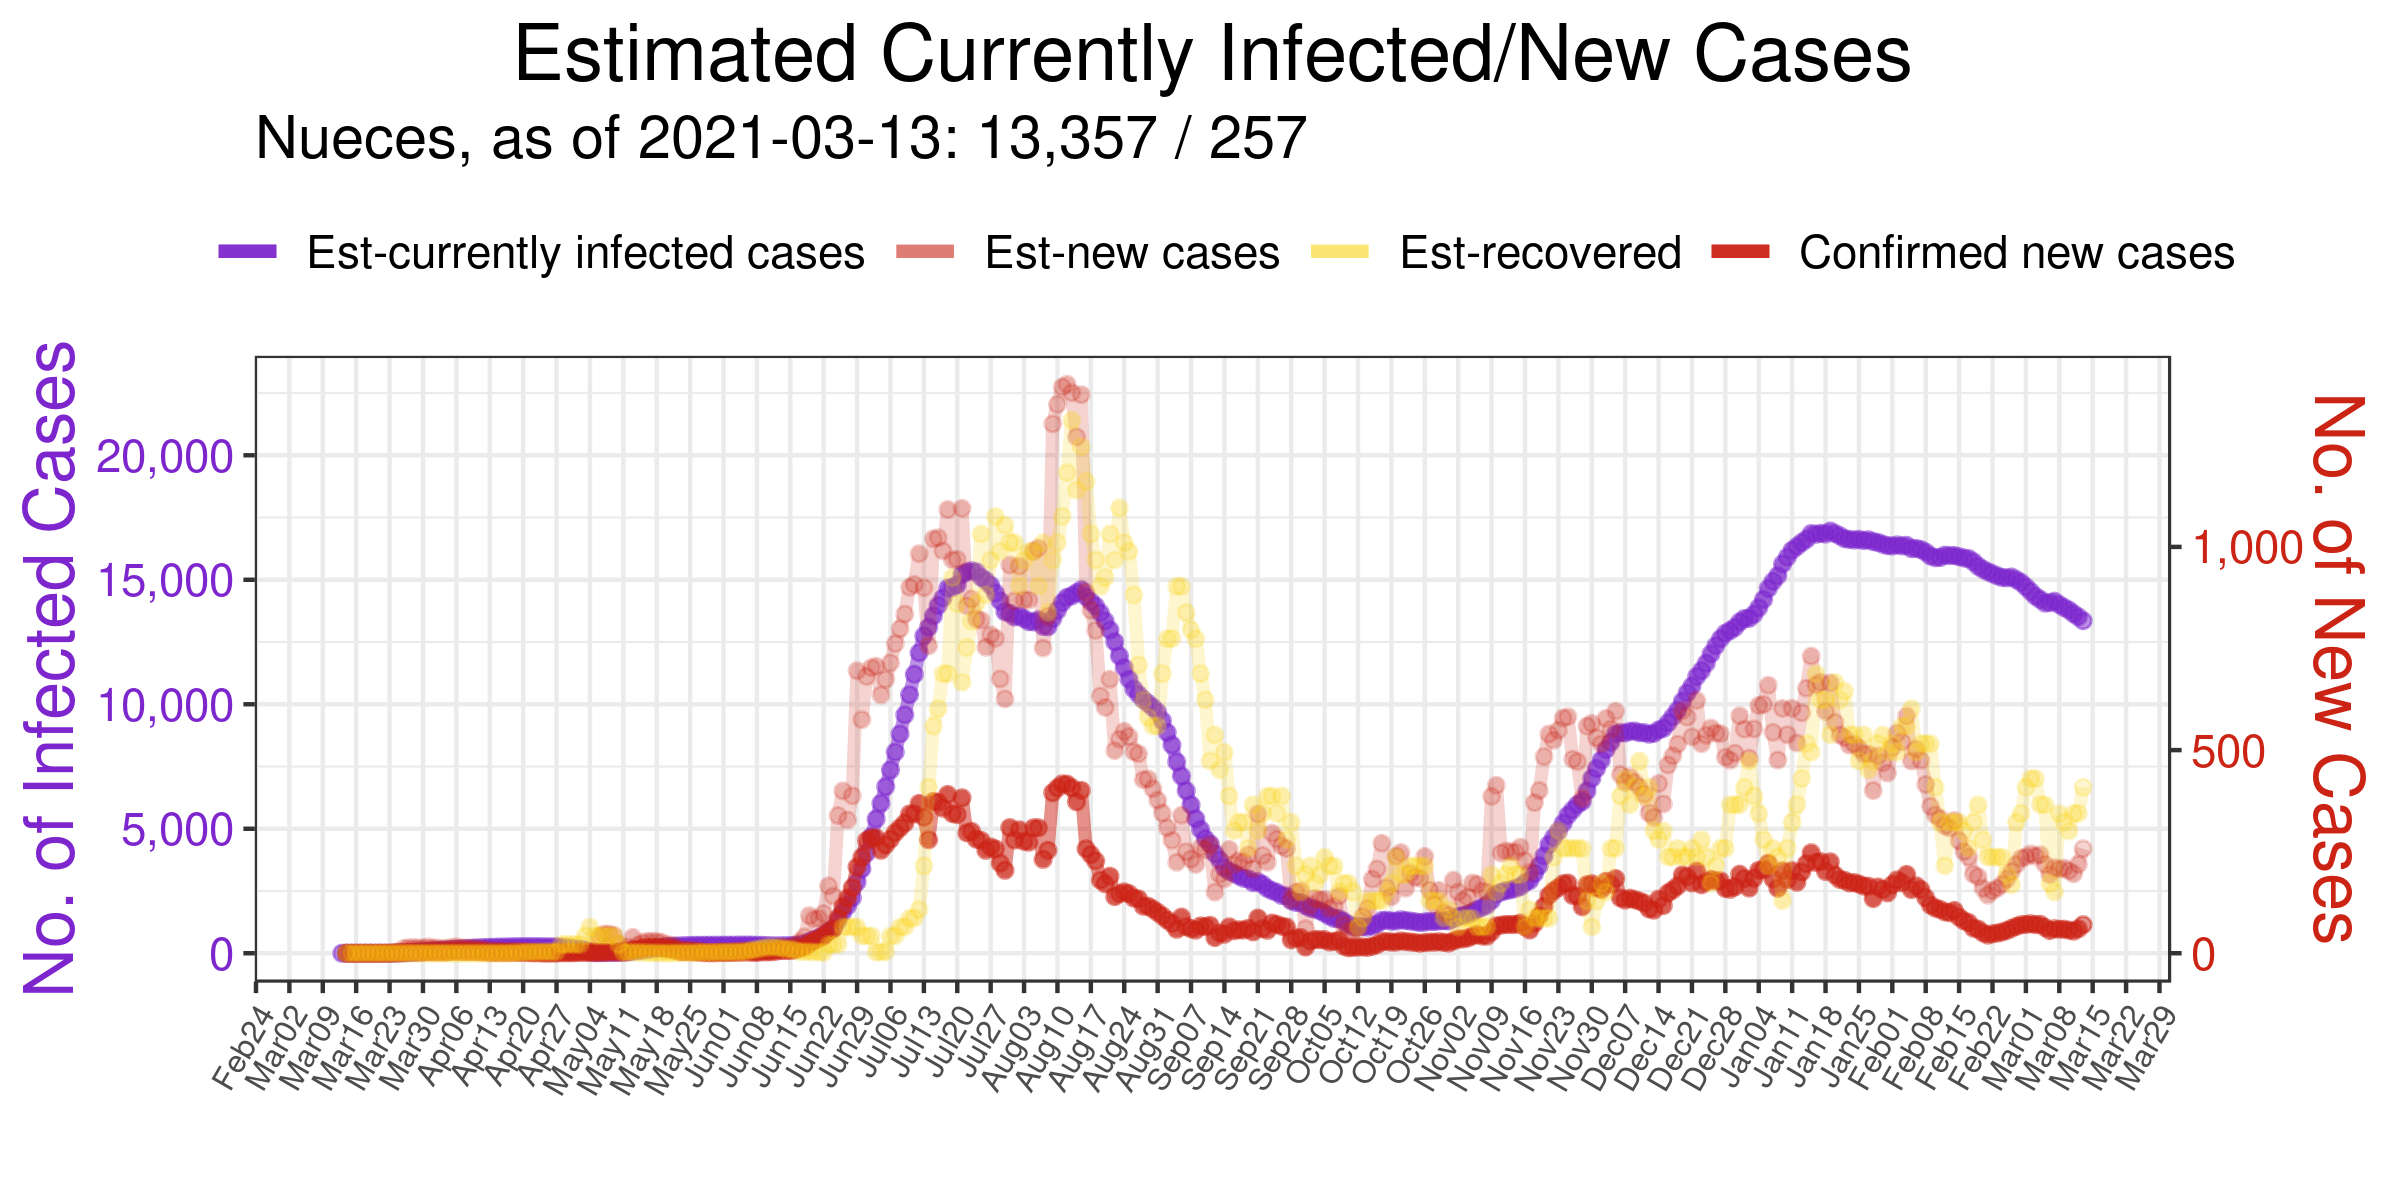 Estimated Currently Infected/New Cases
Nueces, as of 2021-03-13: 13,357 / 257
Est-currently infected cases Est-new cases Est-recovered Confirmed new cases
No. of Infected Cases
20,000
15,000
10,000
5,000
0
No. of New Cases
1,000
500
0
Feb24 Mar02 Mar09 Mar16 Mar23 Mar30 Apr06 Apr13 Apr20 Apr27 May04 May11 May18 May25 Jun01 Jun08 Jun15 Jun22 Jun29 Jul06 Jul13 Jul20 Jul27 Aug03 Aug10 Aug17 Aug24 Aug31 Sep07 Sep14 Sep21 Sep28 Oct05 Oct12 Oct19 Oct26 Nov02 Nov09 Nov16 Nov23 Nov30 Dec07 Dec14 Dec21 Dec28 Jan04 Jan11 Jan18 Jan25 Feb01 Feb08 Feb15 Feb22 Mar01 Mar08 Mar15 Mar22 Mar29